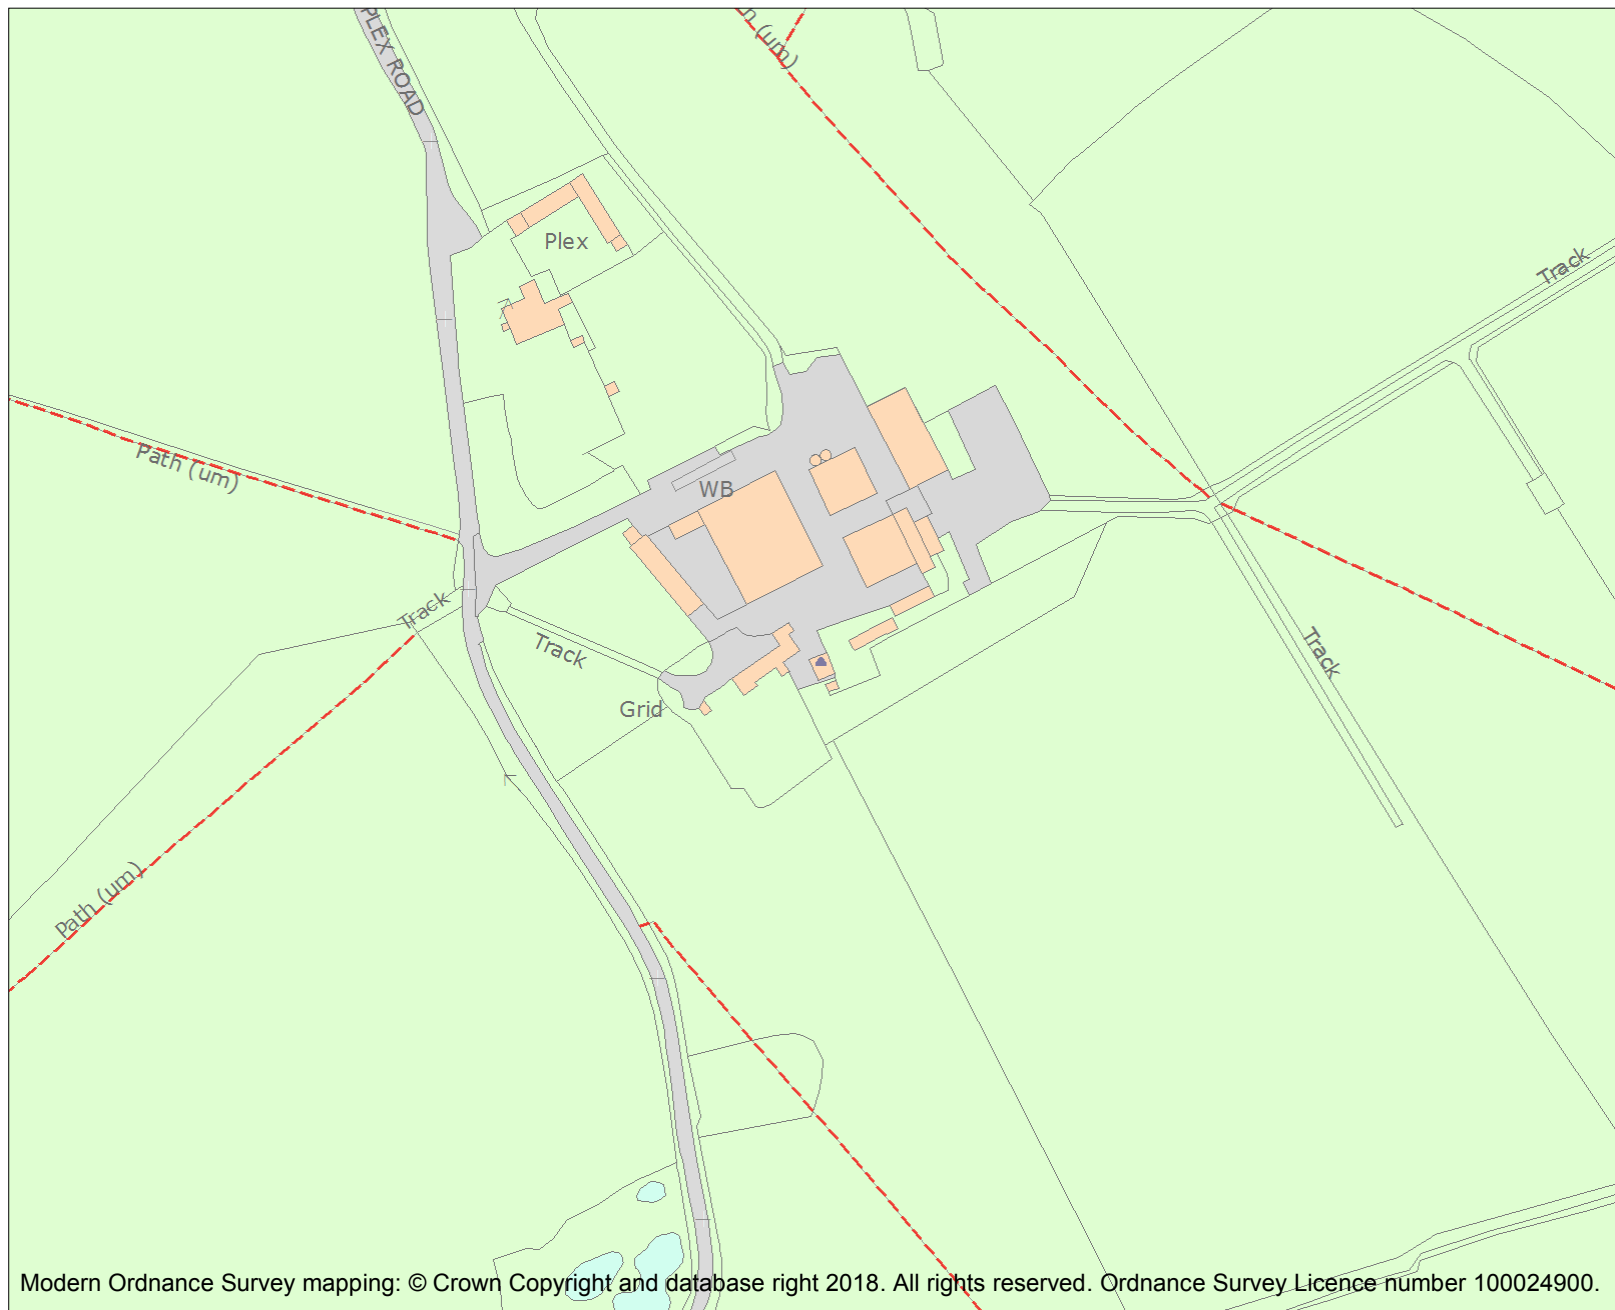 PLEX ROAD
(um)
Plex
Track
Path (um)
WB
Track
Track
Track
Grid
Path (um)
Modern Ordnance Survey mapping: © Crown Copyright and database right 2018. All rights reserved. Ordnance Survey Licence number 100024900.